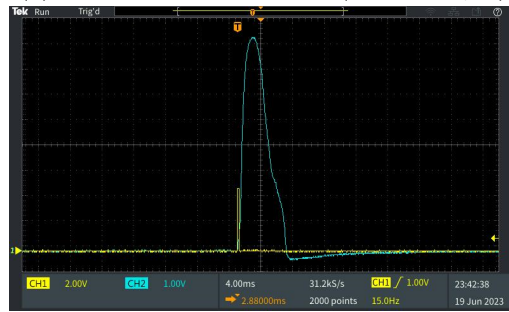 Tek Run Trig'd
T
T
1
CH1 2.00V CH2 1.00V 4.00ms 31.2kS/s CH1 1.00V 23:42:38
2.88000ms 2000 points 15.0Hz 19 Jun 2023